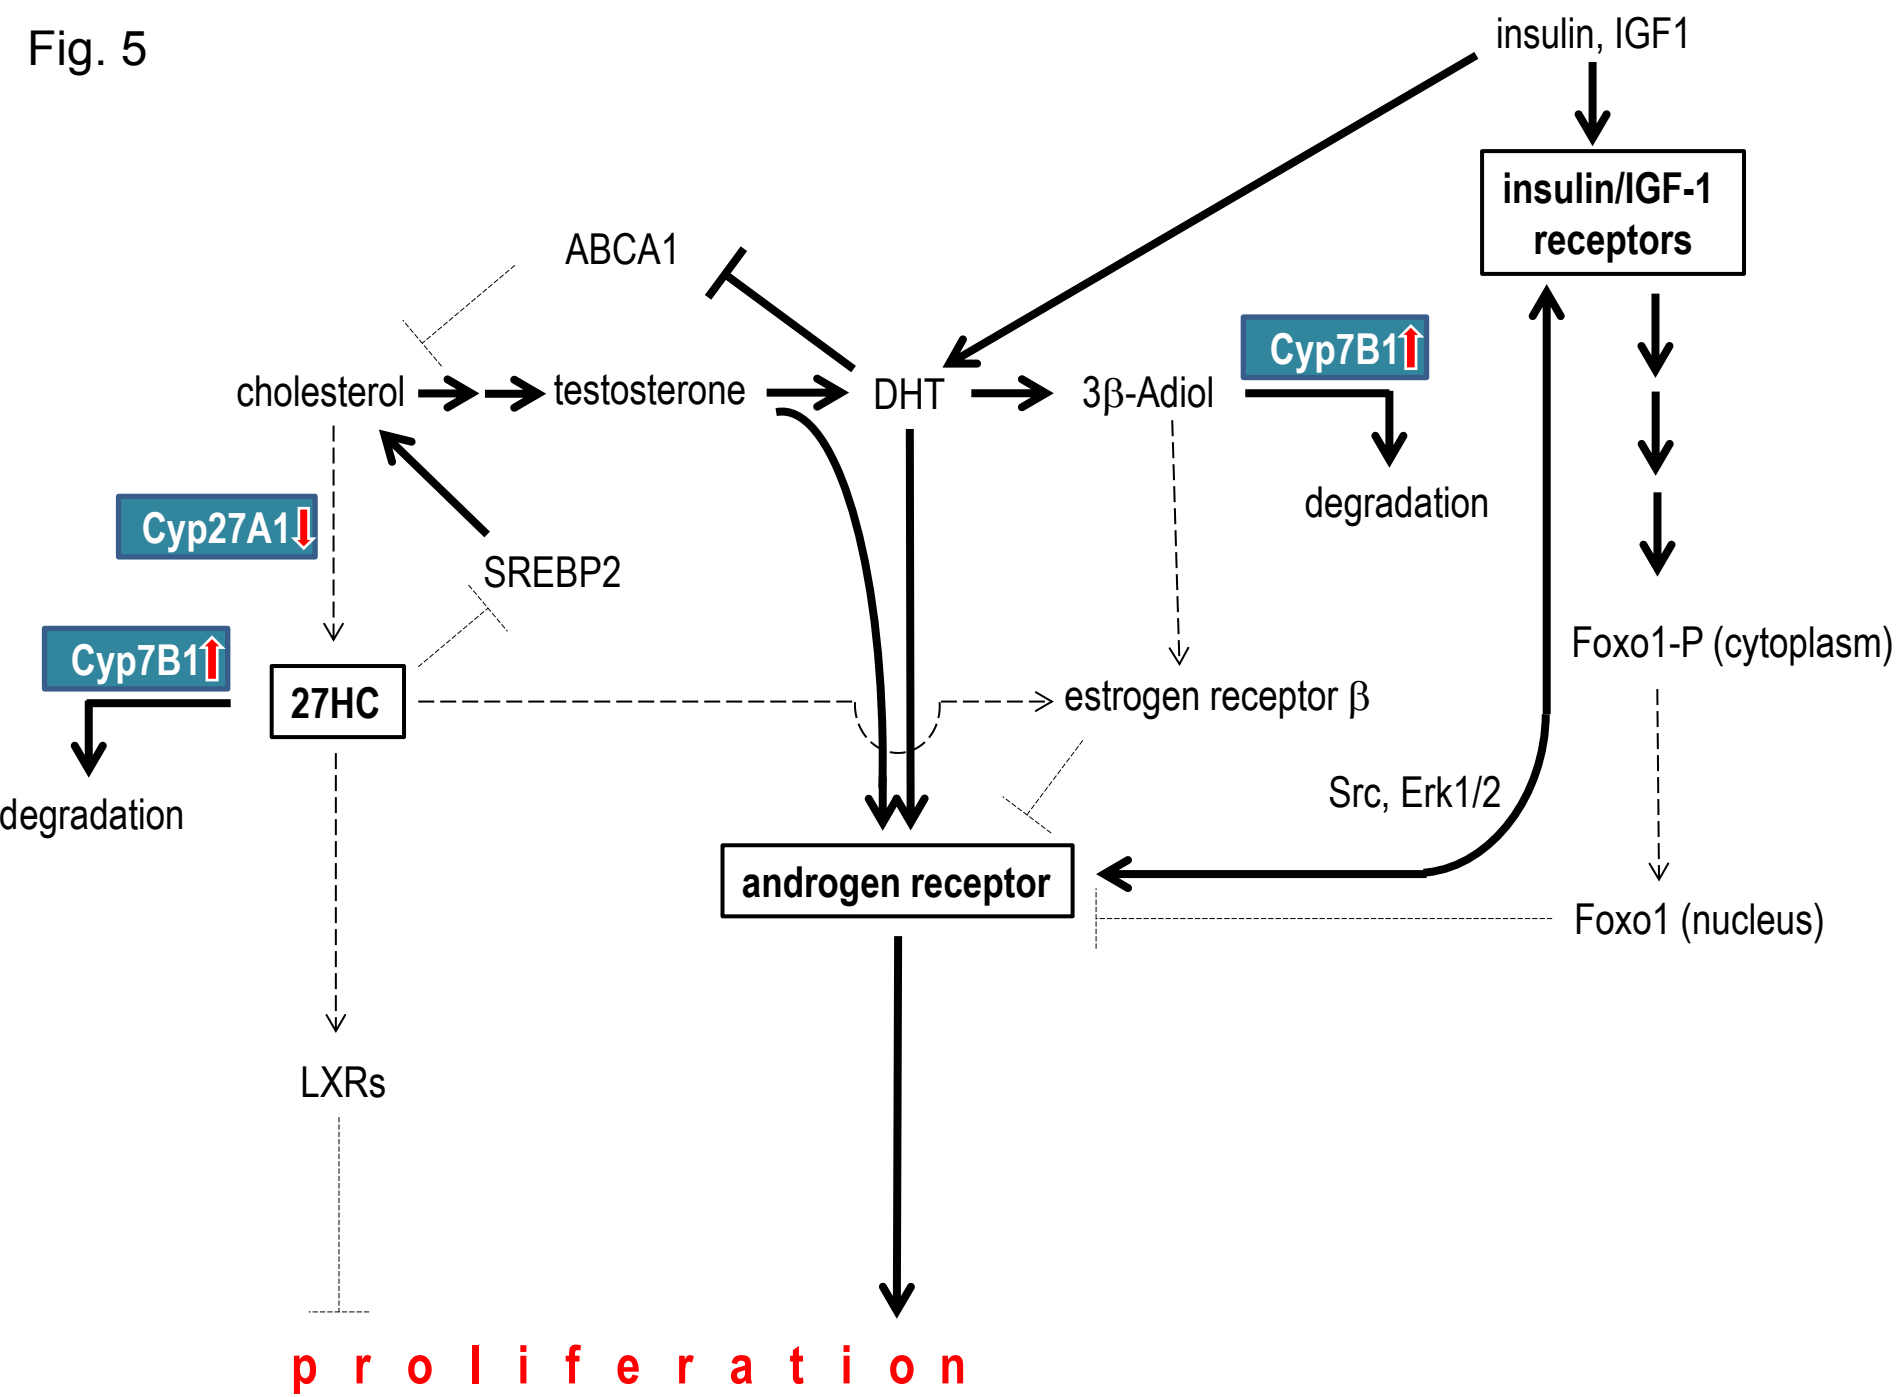 Fig. 5
insulin, IGF1
insulin/IGF-1
receptors
ABCA1
Cyp7B1
cholesterol
testosterone
DHT
3β-Adiol
degradation
Cyp27A1
SREBP2
Cyp7B1
Foxo1-P (cytoplasm)
27HC
estrogen receptor β
degradation
Src, Erk1/2
androgen receptor
Foxo1 (nucleus)
LXRs
proliferation